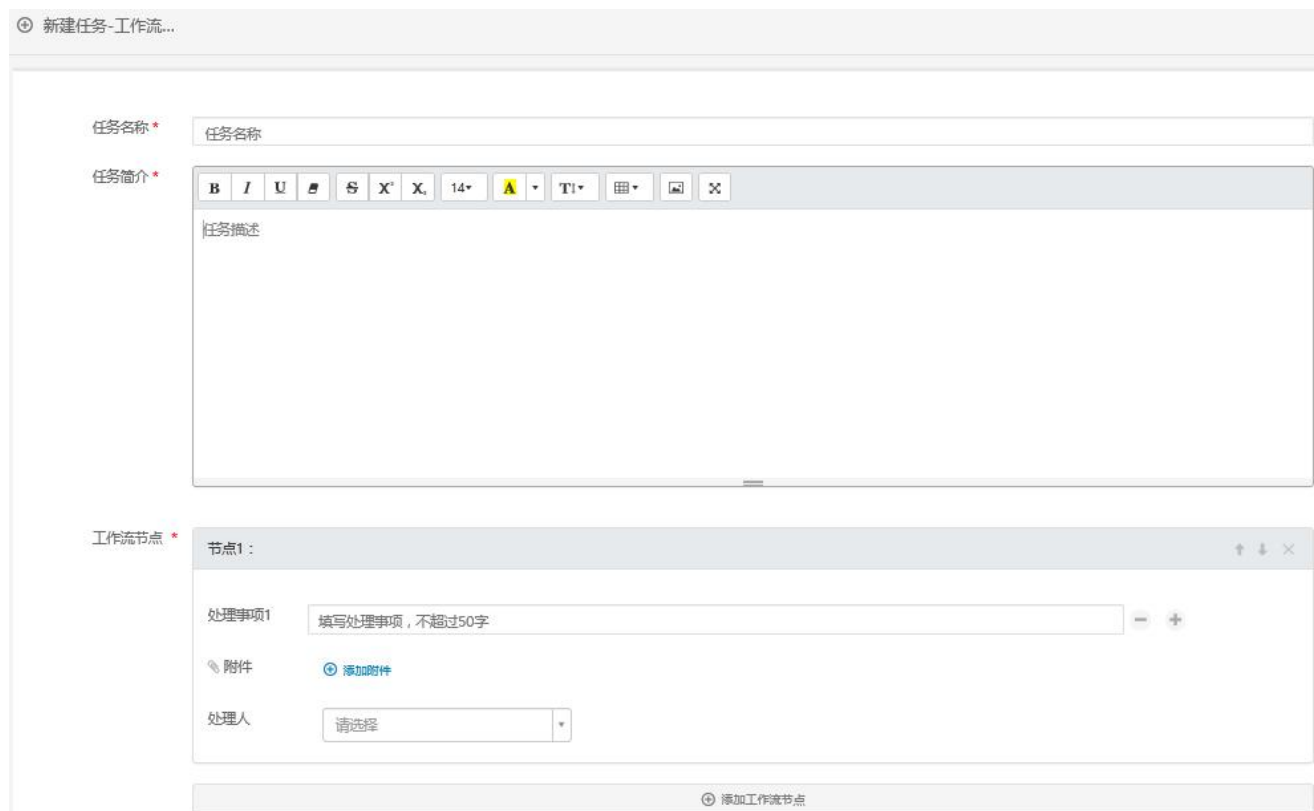 新建任务-工作流...
任务名称 *
任务名称
任务简介 *
B I U S X² X₂ 14 A T
任务描述
工作流节点 *
节点1：
处理事项1
填写处理事项，不超过50字
附件
添加附件
处理人
请选择
添加工作流节点